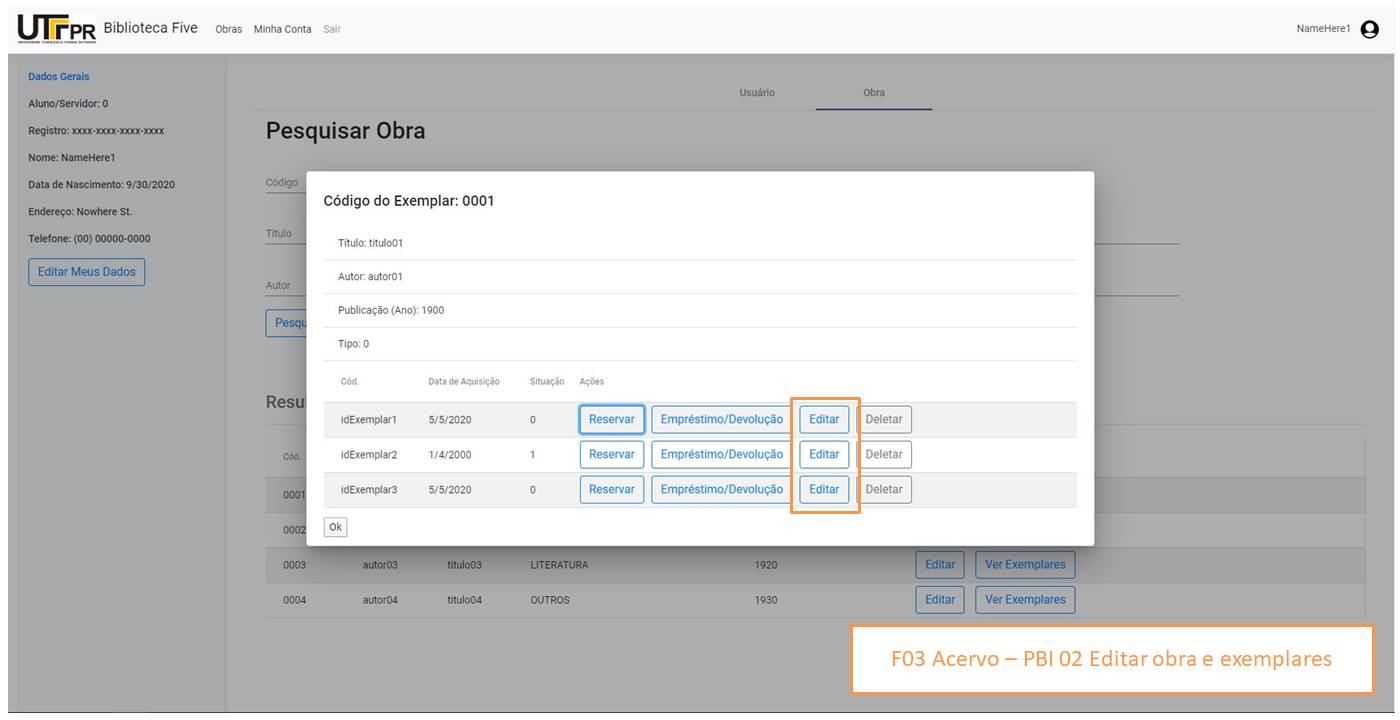 UTFPR Biblioteca Five Obras Minha Conta Sair NameHere1
UNIVERSIDADE TECNOLÓGICA FEDERAL DO PARANÁ
Dados Gerais
Aluno/Servidor: 0
Registro: xxxx-xxxx-xxxx-xxxx
Nome: NameHere1
Data de Nascimento: 9/30/2020
Endereço: Nowhere St.
Telefone: (00) 00000-0000
Editar Meus Dados
Usuário Obra
Pesquisar Obra
Código
Título
Autor
Código do Exemplar: 0001
Título: titulo01
Autor: autor01
Publicação (Ano): 1900
Tipo: 0
Cód. Data de Aquisição Situação Ações
idExemplar1 5/5/2020 0 Reservar Empréstimo/Devolução Editar Deletar
idExemplar2 1/4/2000 1 Reservar Empréstimo/Devolução Editar Deletar
idExemplar3 5/5/2020 0 Reservar Empréstimo/Devolução Editar Deletar
Ok
Cód.
0001
0002
0003 autor03 titulo03 LITERATURA 1920 Editar Ver Exemplares
0004 autor04 titulo04 OUTROS 1930 Editar Ver Exemplares
F03 Acervo – PBI 02 Editar obra e exemplares